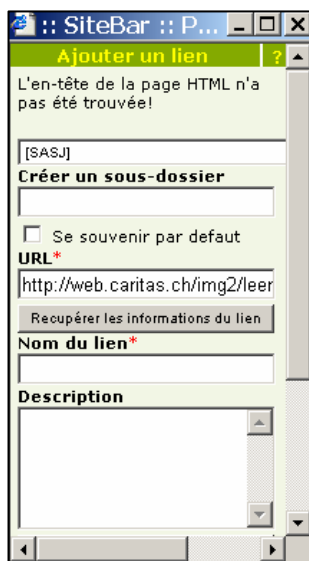 :: SiteBar :: P...
Ajouter un lien ?
L'en-tête de la page HTML n'a
pas été trouvée!
[SASJ]
Créer un sous-dossier
Se souvenir par defaut
URL*
http://web.caritas.ch/img2/leer
Recupérer les informations du lien
Nom du lien*
Description